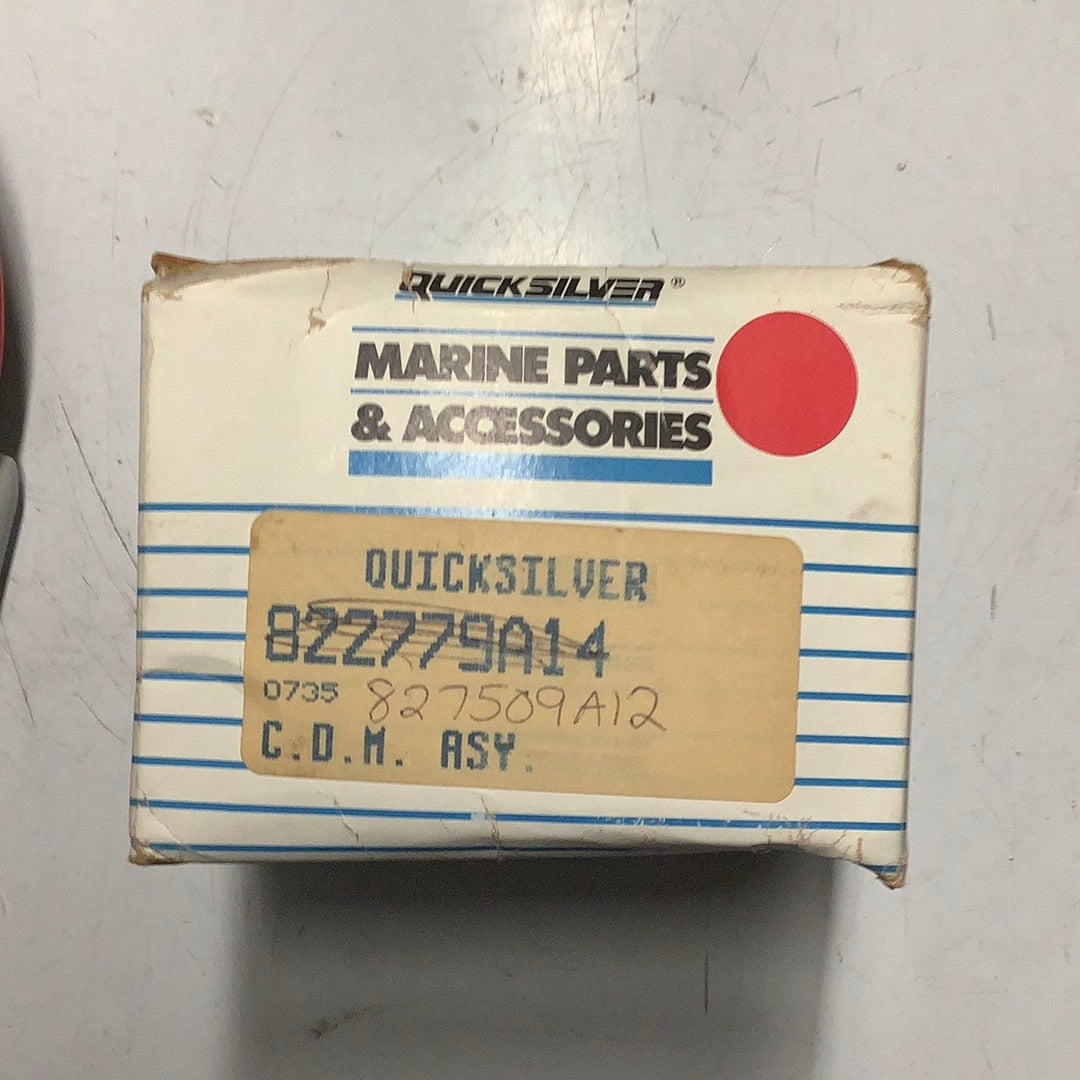 QUICKSILVER®
MARINE PARTS
& ACCESSORIES
QUICKSILVER
822779A14
0735 827509A12
C.D.M. ASY.